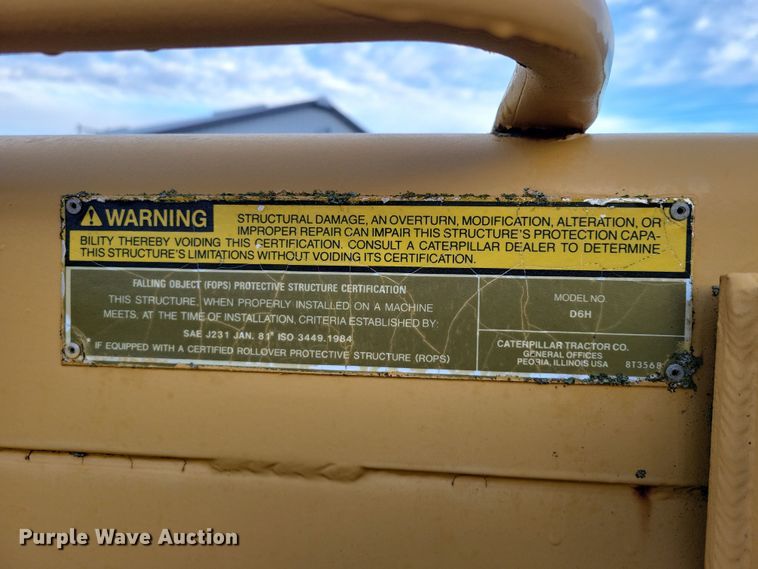 WARNING
STRUCTURAL DAMAGE, AN OVERTURN, MODIFICATION, ALTERATION, OR
IMPROPER REPAIR CAN IMPAIR THIS STRUCTURE'S PROTECTION CAPA-
BILITY THEREBY VOIDING THIS CERTIFICATION. CONSULT A CATERPILLAR DEALER TO DETERMINE
THIS STRUCTURE'S LIMITATIONS WITHOUT VOIDING ITS CERTIFICATION.
FALLING OBJECT (FOPS) PROTECTIVE STRUCTURE CERTIFICATION
THIS STRUCTURE, WHEN PROPERLY INSTALLED ON A MACHINE
MEETS, AT THE TIME OF INSTALLATION, CRITERIA ESTABLISHED BY:
SAE J231 JAN. 81* ISO 3449.1984
* IF EQUIPPED WITH A CERTIFIED ROLLOVER PROTECTIVE STRUCTURE (ROPS)
MODEL NO.
D6H
CATERPILLAR TRACTOR CO.
GENERAL OFFICES
PEORIA, ILLINOIS USA 8T3568
Purple Wave Auction